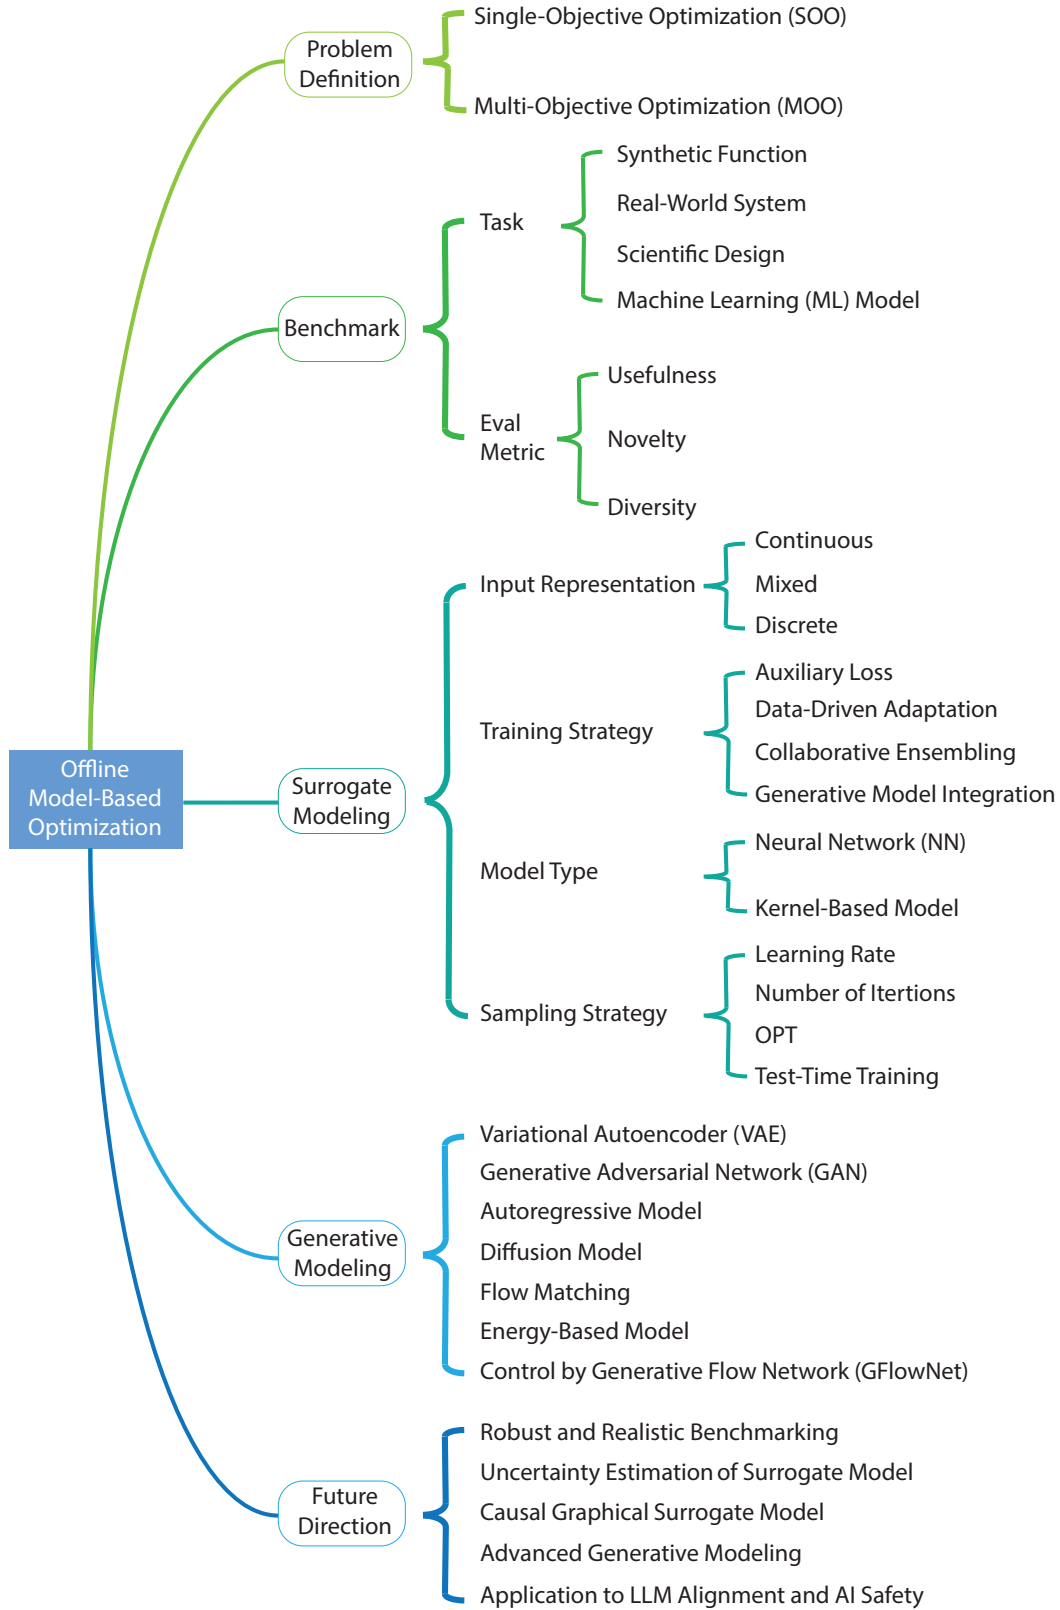 Offline
Model-Based
Optimization
Problem
Definition
Single-Objective Optimization (SOO)
Multi-Objective Optimization (MOO)
Benchmark
Task
Synthetic Function
Real-World System
Scientific Design
Machine Learning (ML) Model
Eval
Metric
Usefulness
Novelty
Diversity
Surrogate
Modeling
Input Representation
Continuous
Mixed
Discrete
Training Strategy
Auxiliary Loss
Data-Driven Adaptation
Collaborative Ensembling
Generative Model Integration
Model Type
Neural Network (NN)
Kernel-Based Model
Sampling Strategy
Learning Rate
Number of Itertions
OPT
Test-Time Training
Generative
Modeling
Variational Autoencoder (VAE)
Generative Adversarial Network (GAN)
Autoregressive Model
Diffusion Model
Flow Matching
Energy-Based Model
Control by Generative Flow Network (GFlowNet)
Future
Direction
Robust and Realistic Benchmarking
Uncertainty Estimation of Surrogate Model
Causal Graphical Surrogate Model
Advanced Generative Modeling
Application to LLM Alignment and AI Safety